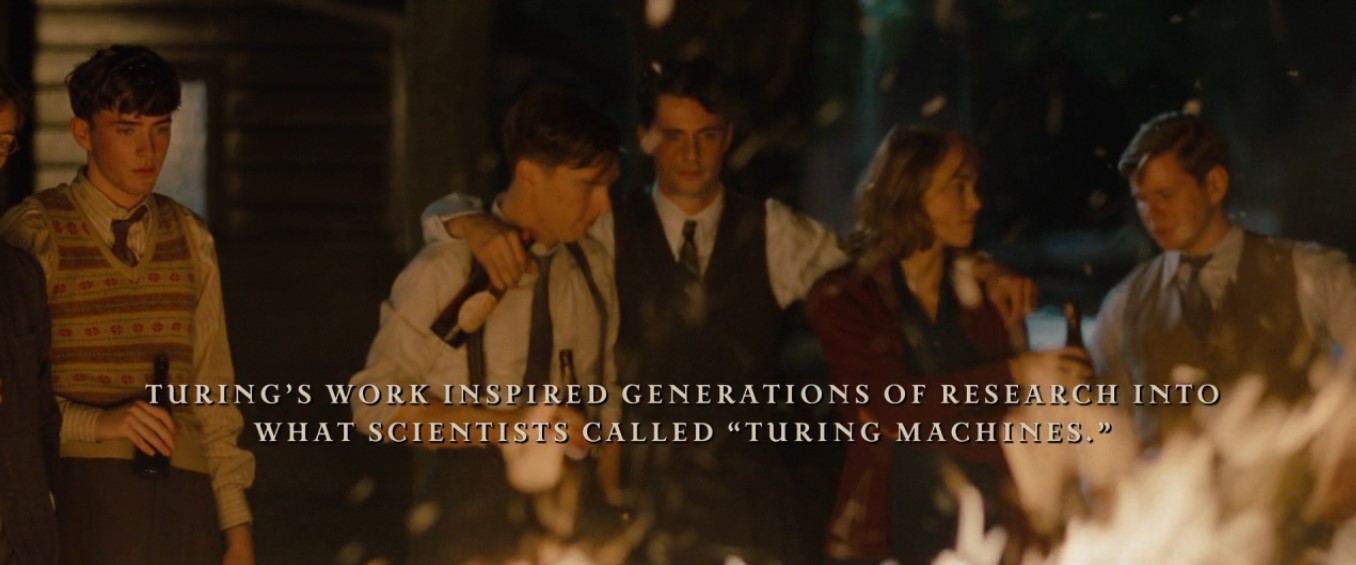 TURING’S WORK INSPIRED GENERATIONS OF RESEARCH INTO
WHAT SCIENTISTS CALLED “TURING MACHINES.”